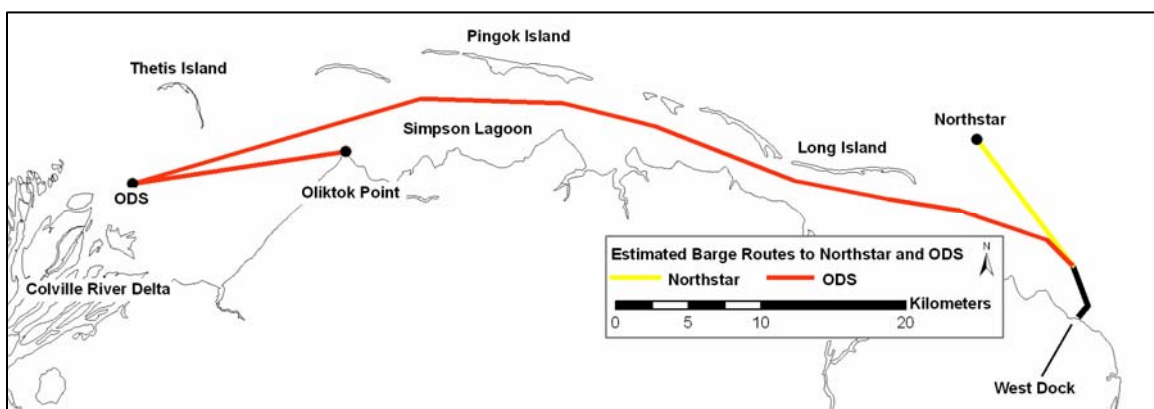 Pingok Island
Thetis Island
Northstar
Simpson Lagoon
Long Island
ODS
Oliktok Point
Estimated Barge Routes to Northstar and ODS
N
Northstar
ODS
Colville River Delta
Kilometers
0 5 10 20
West Dock